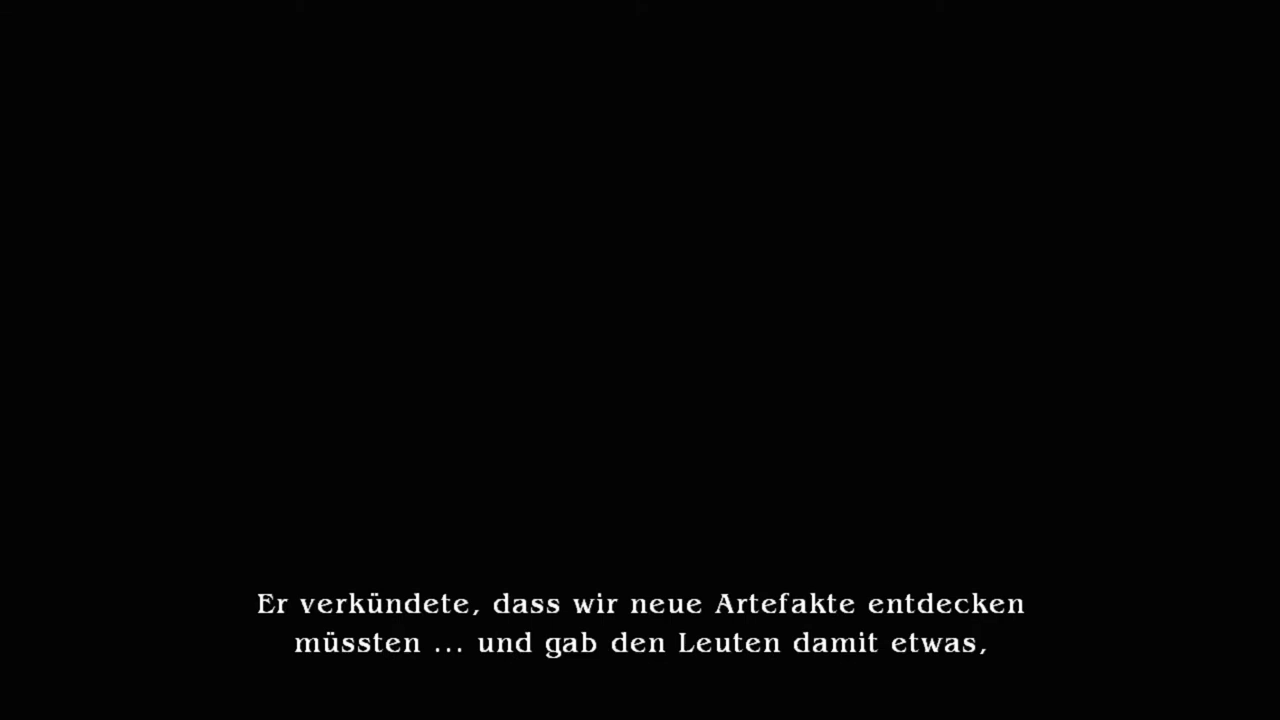 Er verkündete, dass wir neue Artefakte entdecken
müssten ... und gab den Leuten damit etwas,